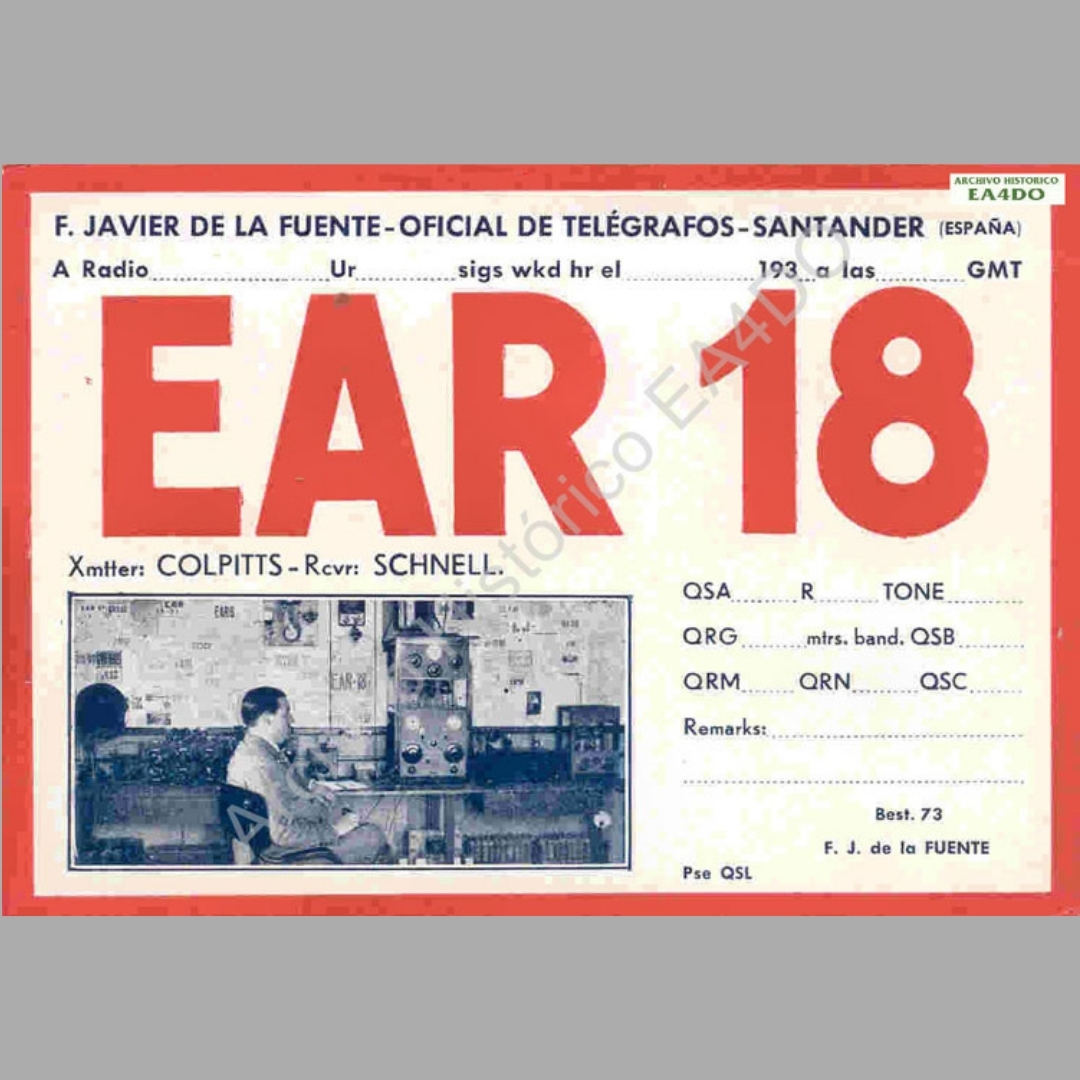 ARCHIVO HISTORICO
EA4DO
F. JAVIER DE LA FUENTE-OFICIAL DE TELÉGRAFOS-SANTANDER (ESPAÑA)
A Radio..................Ur..........sigs wkd hr el..................193...a las.........GMT
EAR 18
Xmtter: COLPITTS - Rcvr: SCHNELL.
EAR-18
QSA........R........TONE.........
QRG........mtrs. band. QSB.........
QRM......QRN........QSC......
Remarks:..............................
Best. 73
F. J. de la FUENTE
Pse QSL
Histórico EA4DO